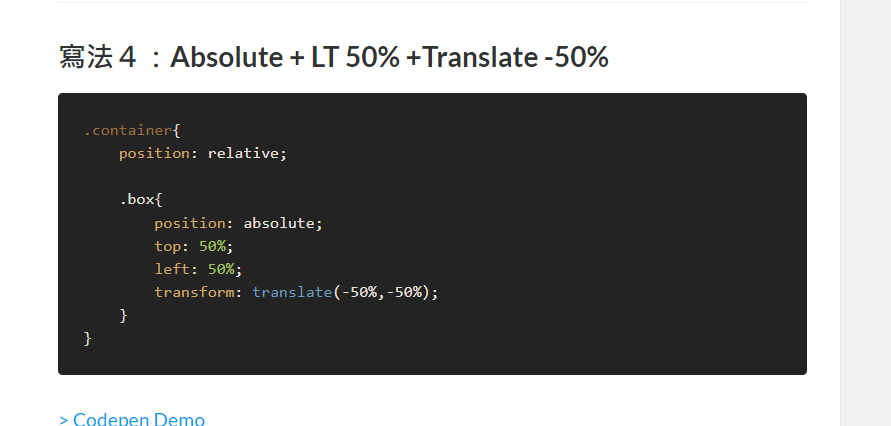 寫法 4 ：Absolute + LT 50% +Translate -50%
.container{
    position: relative;
    .box{
        position: absolute;
        top: 50%;
        left: 50%;
        transform: translate(-50%,-50%);
    }
}
> Codepen Demo